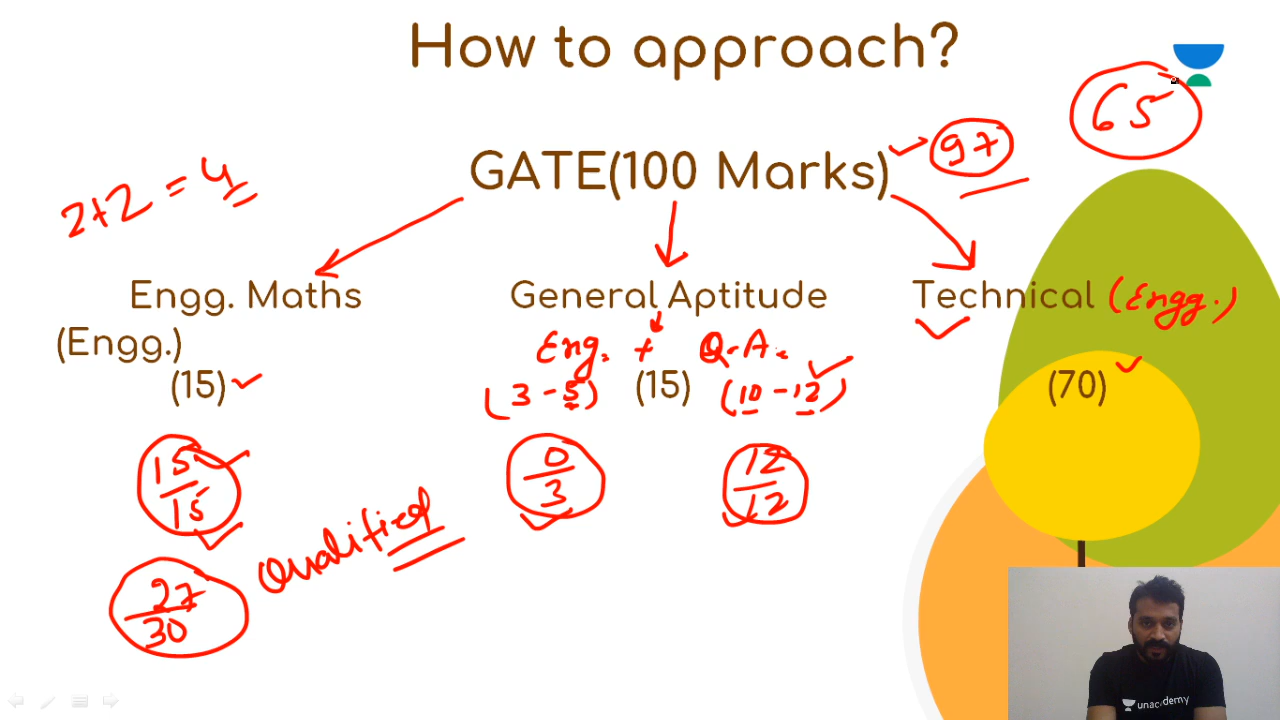 How to approach?
65
GATE(100 Marks) 97
2+2 = 4
Engg. Maths
(Engg.)
(15)
General Aptitude
Eng. + Q.A.
(3 - 5) (15) (10 - 12)
Technical (Engg.)
(70)
15/15
0/3
12/12
27/30
Qualified
unacademy